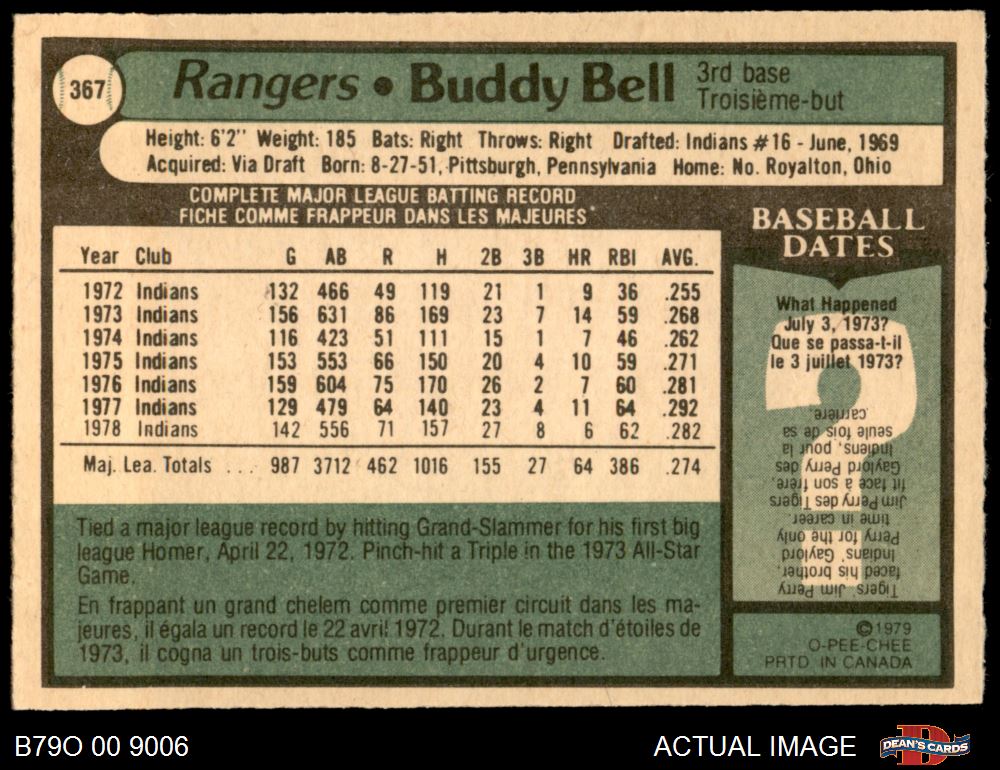 367
Rangers • Buddy Bell
3rd base
Troisième-but
Height: 6'2'' Weight: 185 Bats: Right Throws: Right Drafted: Indians #16 - June, 1969
Acquired: Via Draft Born: 8-27-51, Pittsburgh, Pennsylvania Home: No. Royalton, Ohio
COMPLETE MAJOR LEAGUE BATTING RECORD
FICHE COMME FRAPPEUR DANS LES MAJEURES
Year Club G AB R H 2B 3B HR RBI AVG.
1972 Indians 132 466 49 119 21 1 9 36 .255
1973 Indians 156 631 86 169 23 7 14 59 .268
1974 Indians 116 423 51 111 15 1 7 46 .262
1975 Indians 153 553 66 150 20 4 10 59 .271
1976 Indians 159 604 75 170 26 2 7 60 .281
1977 Indians 129 479 64 140 23 4 11 64 .292
1978 Indians 142 556 71 157 27 8 6 62 .282
Maj. Lea. Totals ... 987 3712 462 1016 155 27 64 386 .274
Tied a major league record by hitting Grand-Slammer for his first big
league Homer, April 22, 1972. Pinch-hit a Triple in the 1973 All-Star
Game.
En frappant un grand chelem comme premier circuit dans les ma-
jeures, il égala un record le 22 avril 1972. Durant le match d'étoiles de
1973, il cogna un trois-buts comme frappeur d'urgence.
BASEBALL
DATES
What Happened
July 3, 1973?
Que se passa-t-il
le 3 juillet 1973?
Tigers' Jim Perry
faced his brother,
Indians' Gaylord
Perry for the only
time in career
Jim Perry des Tigers
fit face à son frère,
Gaylord Perry des
Indiens, pour la
seule fois de sa
carrière.
©1979
O-PEE-CHEE
PRTD. IN CANADA
B79O 00 9006
ACTUAL IMAGE
D
DEAN'S CARDS